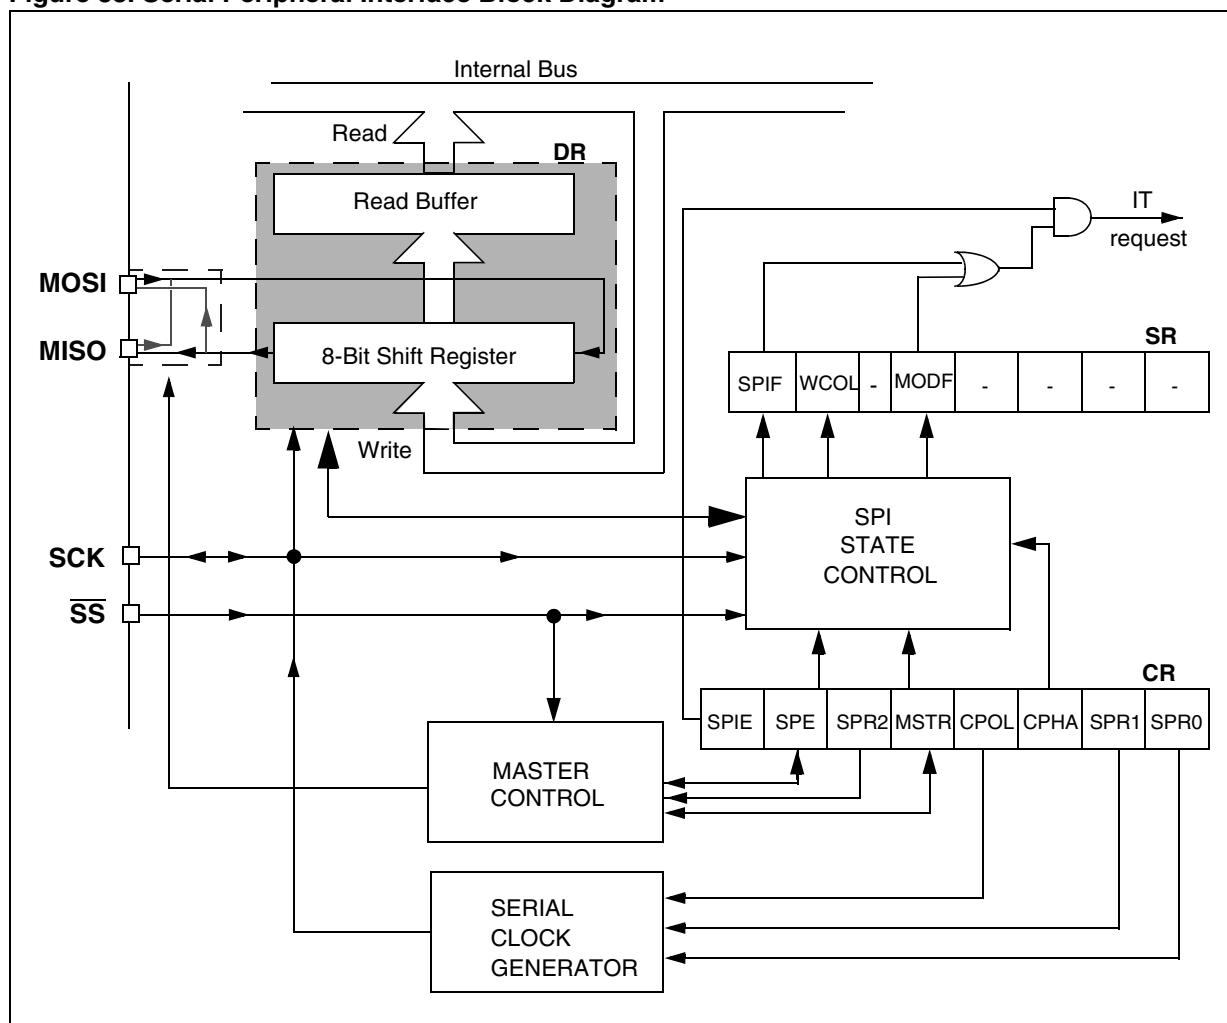 Internal Bus
Read
DR
Read Buffer
IT
request
MOSI
MISO
8-Bit Shift Register
SR
SPIF WCOL - MODF - - - -
Write
SPI
STATE
CONTROL
SCK
SS
CR
SPIE SPE SPR2 MSTR CPOL CPHA SPR1 SPR0
MASTER
CONTROL
SERIAL
CLOCK
GENERATOR